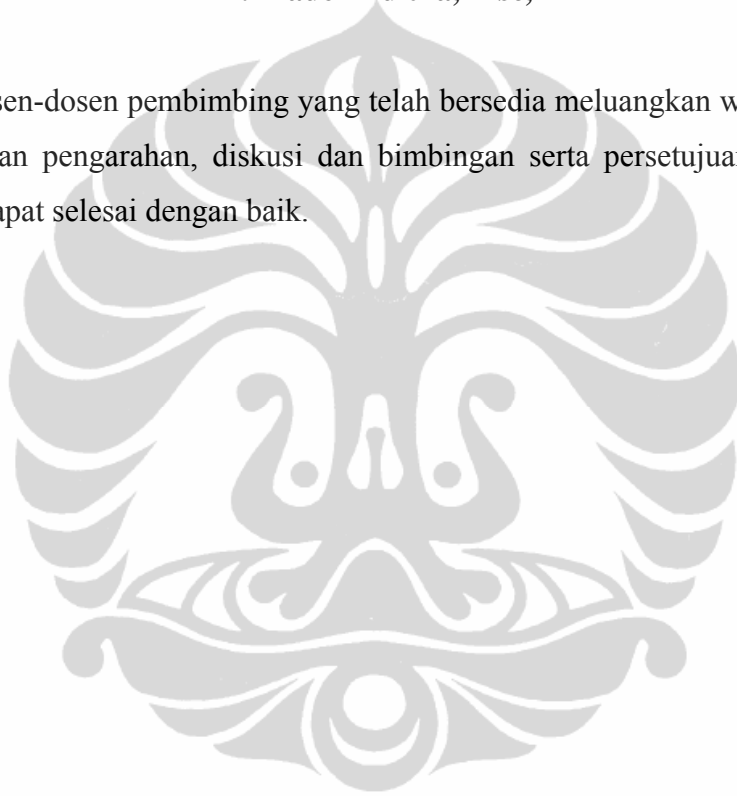 sen-dosen pembimbing yang telah bersedia meluangkan w
an pengarahan, diskusi dan bimbingan serta persetujuan
apat selesai dengan baik.